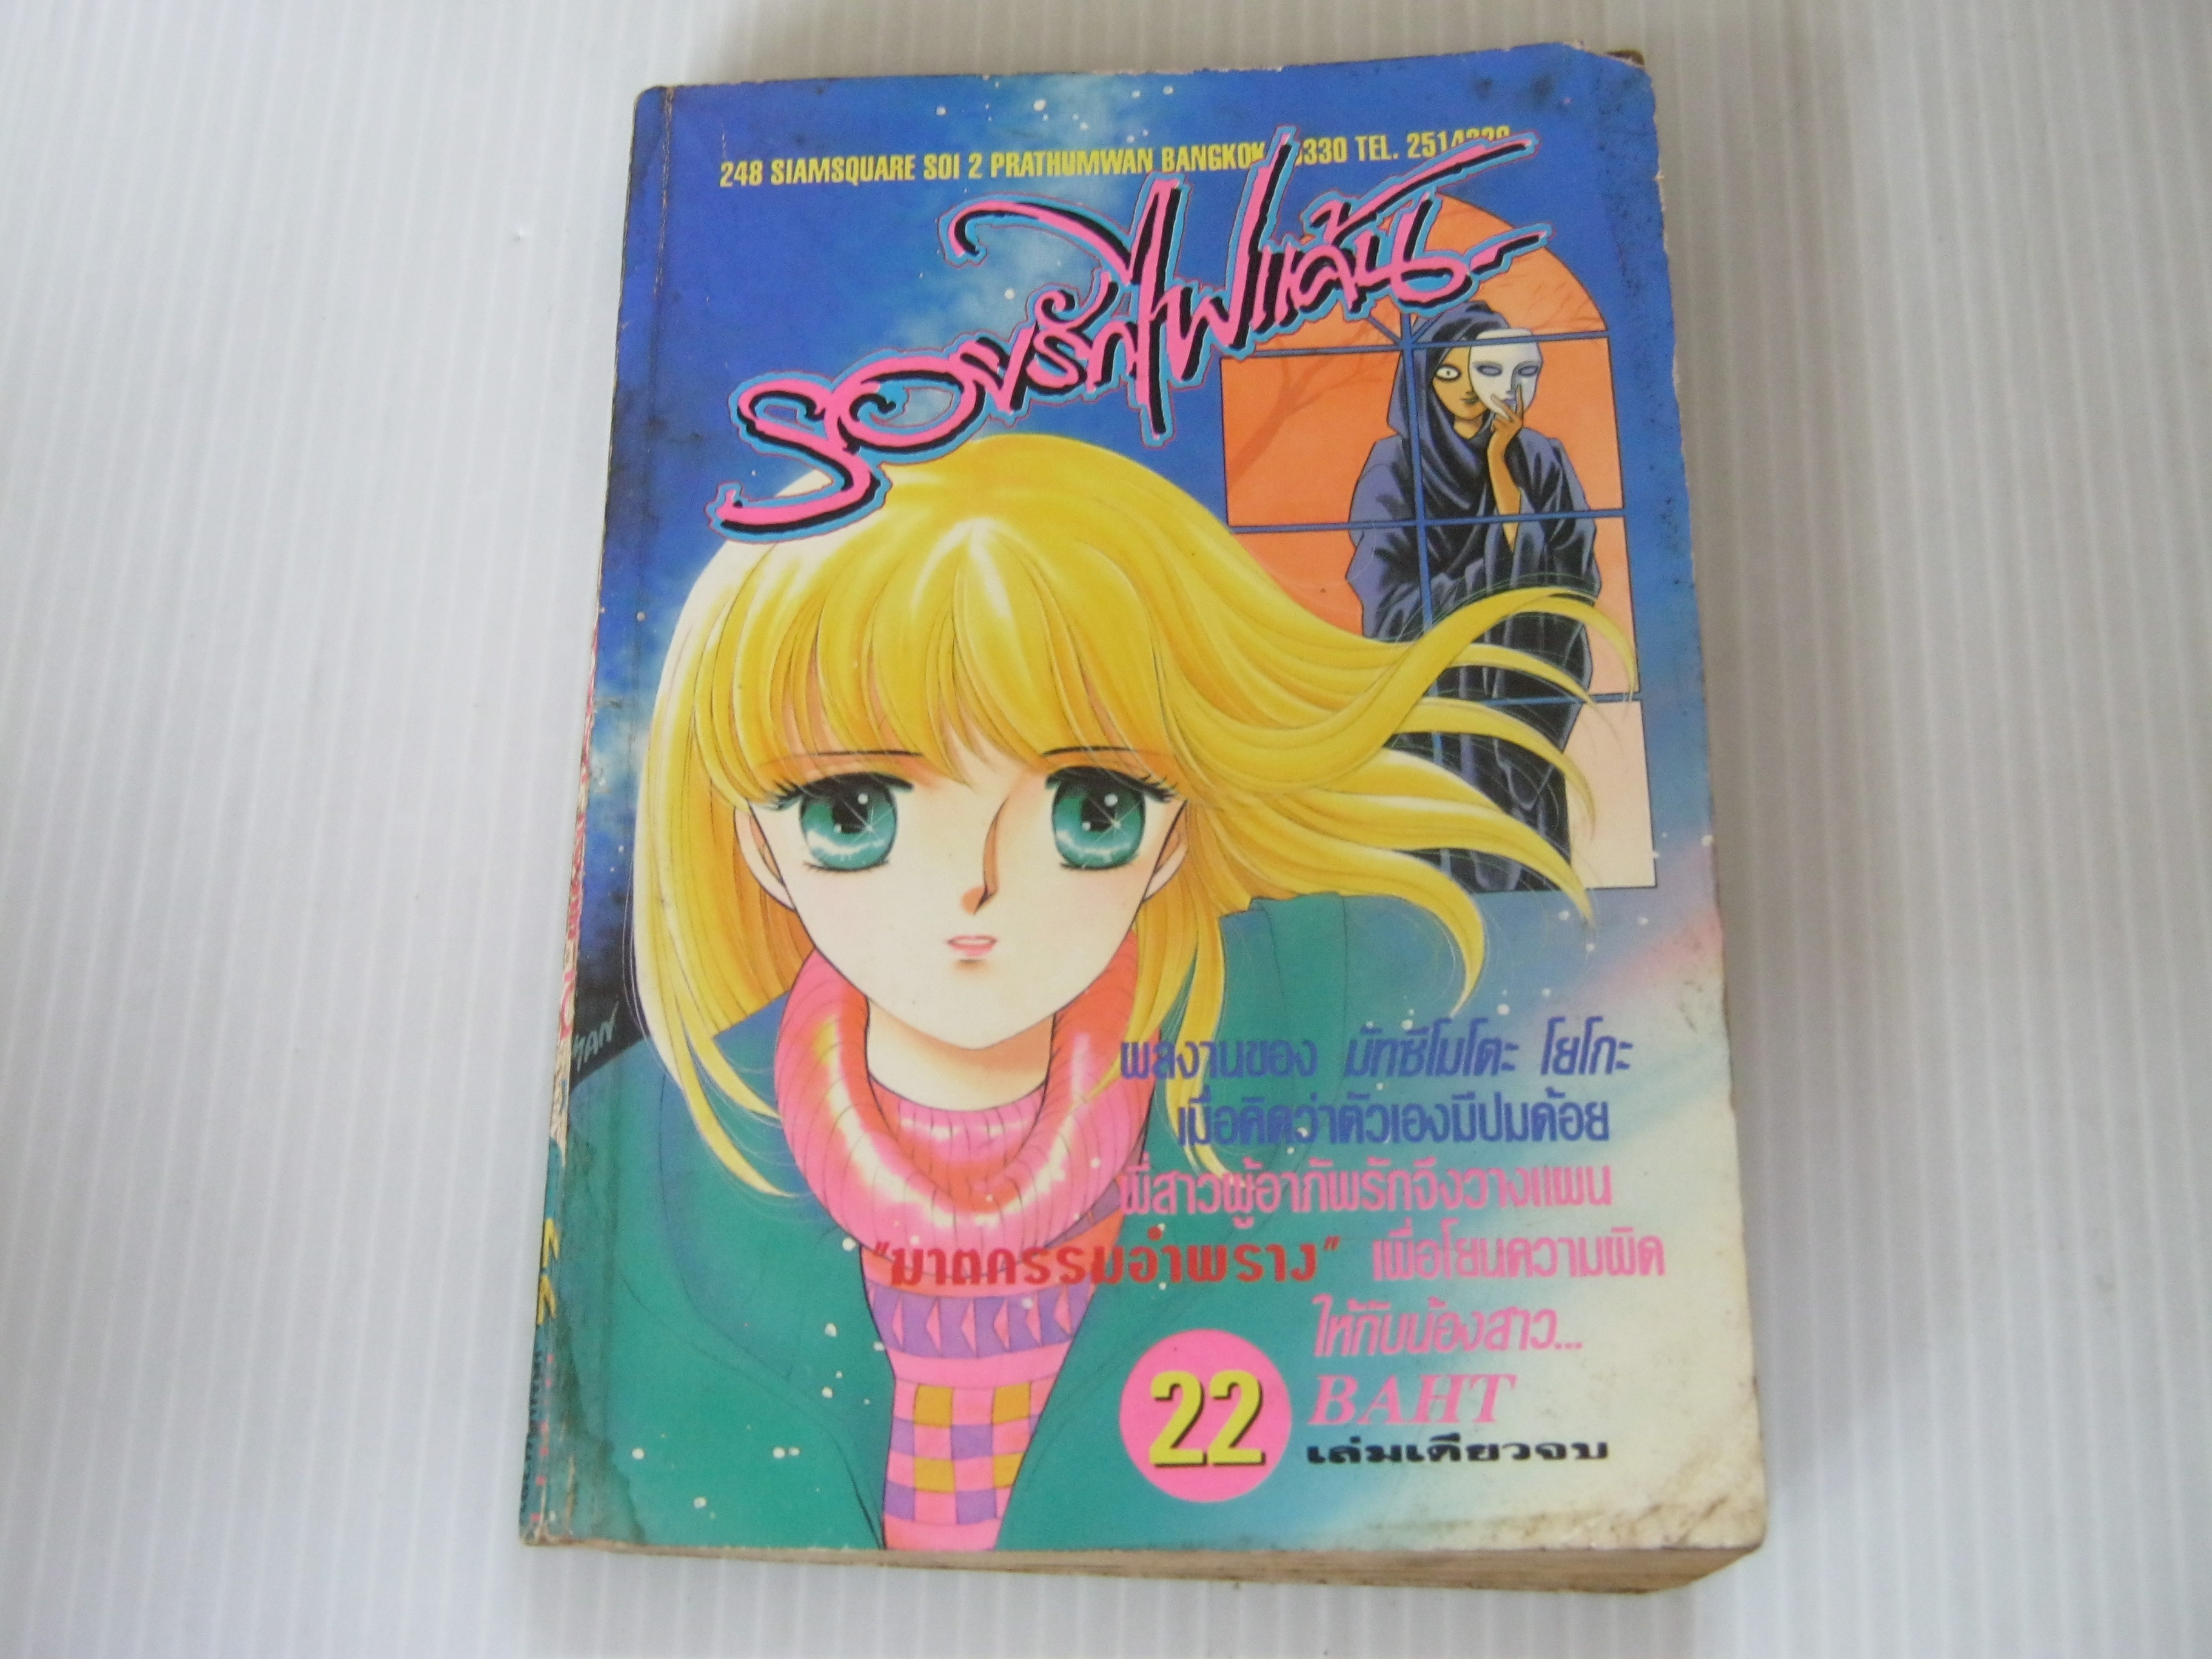 248 SIAMSQUARE SOI 2 PRATHUMWAN BANGKOK 330 TEL.
รอยรักไฟแค้น
ผลงานของ มัทซึโมโตะ โยโกะ
เมื่อคิดว่าตัวเองมีปมด้อย
พี่สาวผู้อาภัพรักจึงวางแผน
"ฆาตกรรมอำพราง" เพื่อโยนความผิด
ให้กับน้องสาว...
22 BAHT
เล่มเดียวจบ